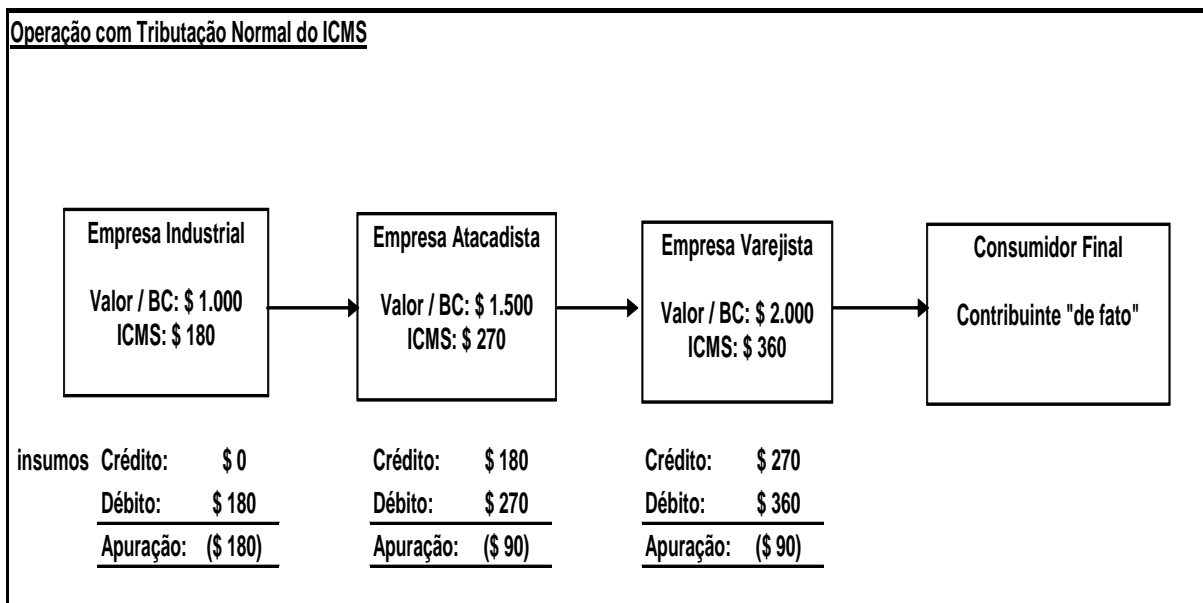 Operação com Tributação Normal do ICMS
Empresa Industrial
Valor / BC: $ 1.000
ICMS: $ 180
Empresa Atacadista
Valor / BC: $ 1.500
ICMS: $ 270
Empresa Varejista
Valor / BC: $ 2.000
ICMS: $ 360
Consumidor Final
Contribuinte "de fato"
insumos Crédito: $ 0
Débito: $ 180
Apuração: ($ 180)
Crédito: $ 180
Débito: $ 270
Apuração: ($ 90)
Crédito: $ 270
Débito: $ 360
Apuração: ($ 90)